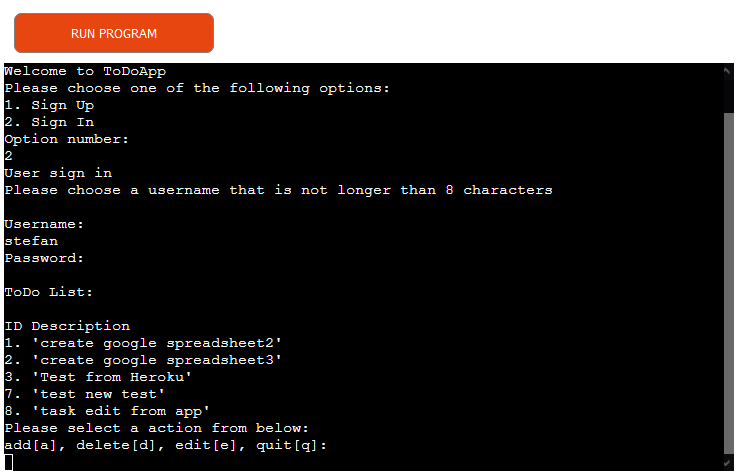 RUN PROGRAM
Welcome to ToDoApp
Please choose one of the following options:
1. Sign Up
2. Sign In
Option number:
2
User sign in
Please choose a username that is not longer than 8 characters
Username:
stefan
Password:
ToDo List:
ID Description
1. 'create google spreadsheet2'
2. 'create google spreadsheet3'
3. 'Test from Heroku'
7. 'test new test'
8. 'task edit from app'
Please select a action from below:
add[a], delete[d], edit[e], quit[q]: